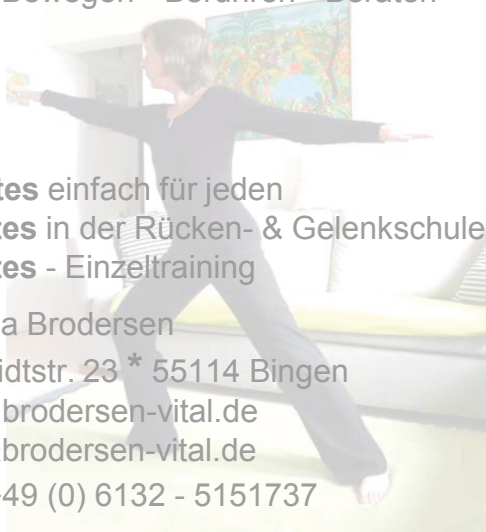 Bewegen - Berühren - Beraten
tes einfach für jeden
tes in der Rücken- & Gelenkschule
tes - Einzeltraining
a Brodersen
idtstr. 23 * 55114 Bingen
brodersen-vital.de
brodersen-vital.de
+49 (0) 6132 - 5151737